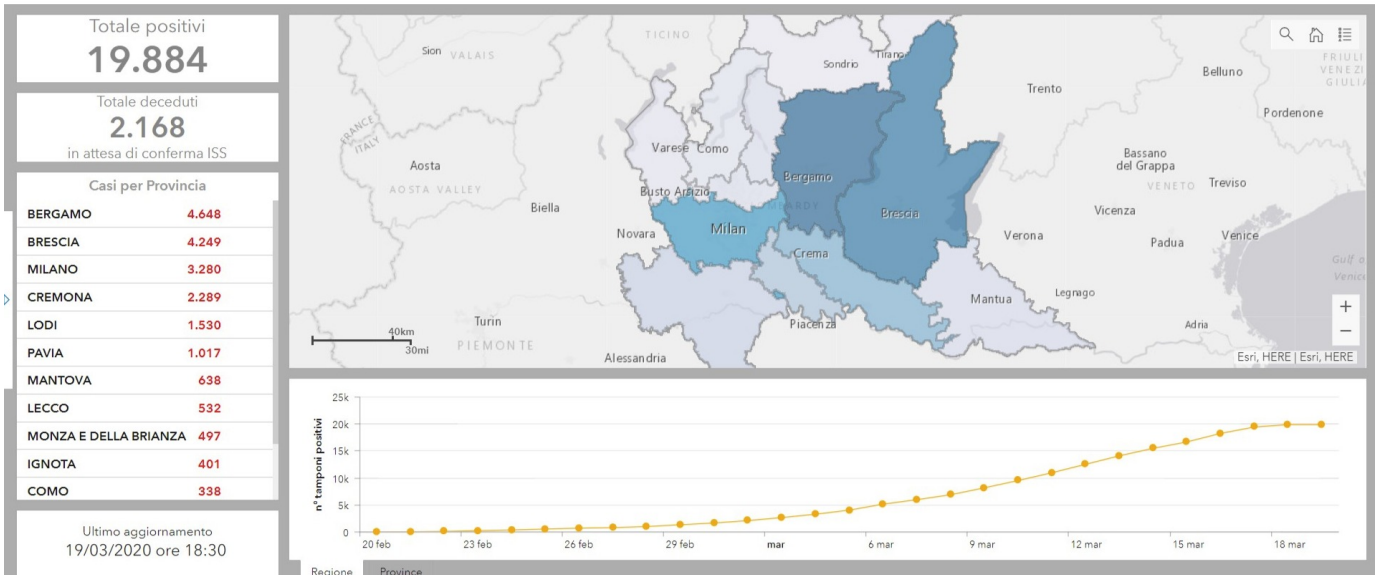 Totale positivi
19.884
Totale deceduti
2.168
in attesa di conferma ISS
Casi per Provincia
BERGAMO 4.648
BRESCIA 4.249
MILANO 3.280
CREMONA 2.289
LODI 1.530
PAVIA 1.017
MANTOVA 638
LECCO 532
MONZA E DELLA BRIANZA 497
IGNOTA 401
COMO 338
Ultimo aggiornamento
19/03/2020 ore 18:30
TICINO
Sion VALAIS
Sondrio
Tirano
Trento
Belluno
FRIULI
VENEZI
GIULIA
Pordenone
FRANCE
ITALY
Aosta
AOSTA VALLEY
Varese Como
Busto Arsizio
Bergamo
Bassano
del Grappa
VENETO
Treviso
Biella
Novara
Milan
Brescia
Vicenza
Verona
Padua
Venice
Crema
Gulf o
Venice
Mantua
Legnago
Turin
PIEMONTE
Piacenza
Adria
Alessandria
40km
30mi
+
−
Esri, HERE | Esri, HERE
n° tamponi positivi
25k
20k
15k
10k
5k
0
20 feb 23 feb 26 feb 29 feb mar 6 mar 9 mar 12 mar 15 mar 18 mar
Regione Province